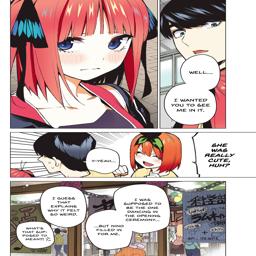 WELL...
I WANTED
YOU TO SEE
ME IN IT.
SHE
WAS
REALLY
CUTE,
HUH?
Y-YEAH...
I WAS
SUPPOSED TO
BE THE ONE
DANCING IN
THE OPENING
CEREMONY...
...BUT NINO
FILLED IN
FOR ME.
I GUESS
THAT
EXPLAINS
WHY IT FELT
SO WEIRD.
WHAT'S
THAT SUP-
POSED TO
MEAN?!